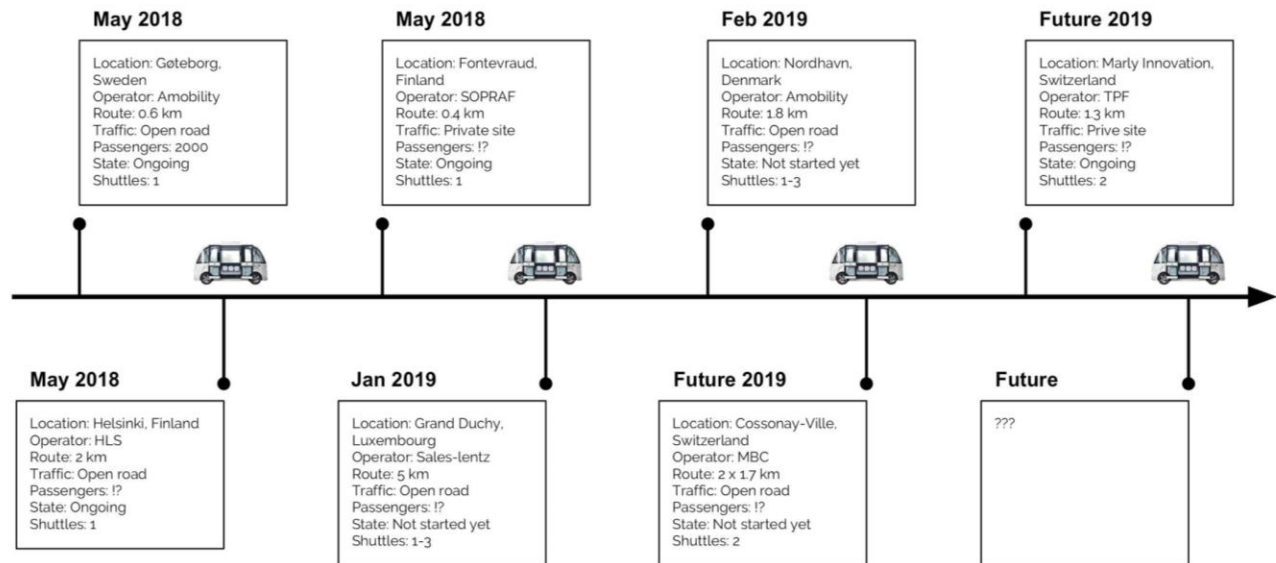 May 2018
Location: Gøteborg,
Sweden
Operator: Amobility
Route: 0.6 km
Traffic: Open road
Passengers: 2000
State: Ongoing
Shuttles: 1
May 2018
Location: Fontevraud,
Finland
Operator: SOPRAF
Route: 0.4 km
Traffic: Private site
Passengers: !?
State: Ongoing
Shuttles: 1
Feb 2019
Location: Nordhavn,
Denmark
Operator: Amobility
Route: 1.8 km
Traffic: Open road
Passengers: !?
State: Not started yet
Shuttles: 1-3
Future 2019
Location: Marly Innovation,
Switzerland
Operator: TPF
Route: 1.3 km
Traffic: Prive site
Passengers: !?
State: Ongoing
Shuttles: 2
May 2018
Location: Helsinki, Finland
Operator: HLS
Route: 2 km
Traffic: Open road
Passengers: !?
State: Ongoing
Shuttles: 1
Jan 2019
Location: Grand Duchy,
Luxembourg
Operator: Sales-lentz
Route: 5 km
Traffic: Open road
Passengers: !?
State: Not started yet
Shuttles: 1-3
Future 2019
Location: Cossonay-Ville,
Switzerland
Operator: MBC
Route: 2 x 1.7 km
Traffic: Open road
Passengers: !?
State: Not started yet
Shuttles: 2
Future
???